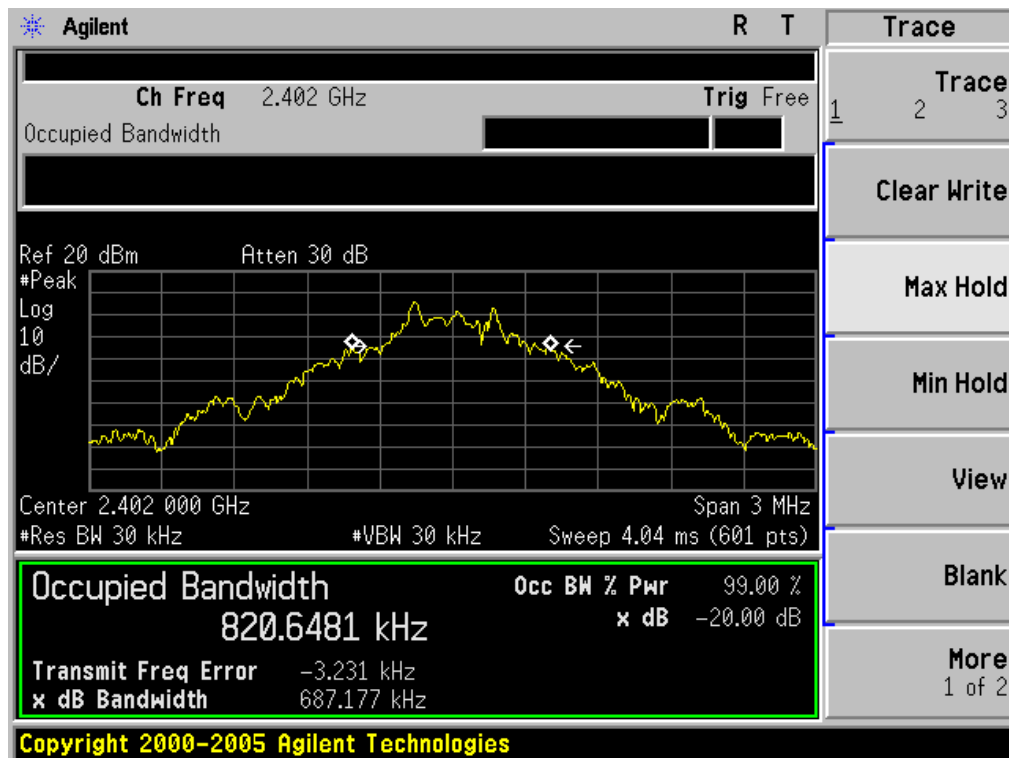 Agilent R T
Ch Freq 2.402 GHz Trig Free
Occupied Bandwidth
Ref 20 dBm Atten 30 dB
#Peak
Log
10
dB/
Center 2.402 000 GHz Span 3 MHz
#Res BW 30 kHz #VBW 30 kHz Sweep 4.04 ms (601 pts)
Occupied Bandwidth
820.6481 kHz
Occ BW % Pwr 99.00 %
x dB -20.00 dB
Transmit Freq Error -3.231 kHz
x dB Bandwidth 687.177 kHz
Copyright 2000-2005 Agilent Technologies
Trace
Trace
1 2 3
Clear Write
Max Hold
Min Hold
View
Blank
More
1 of 2